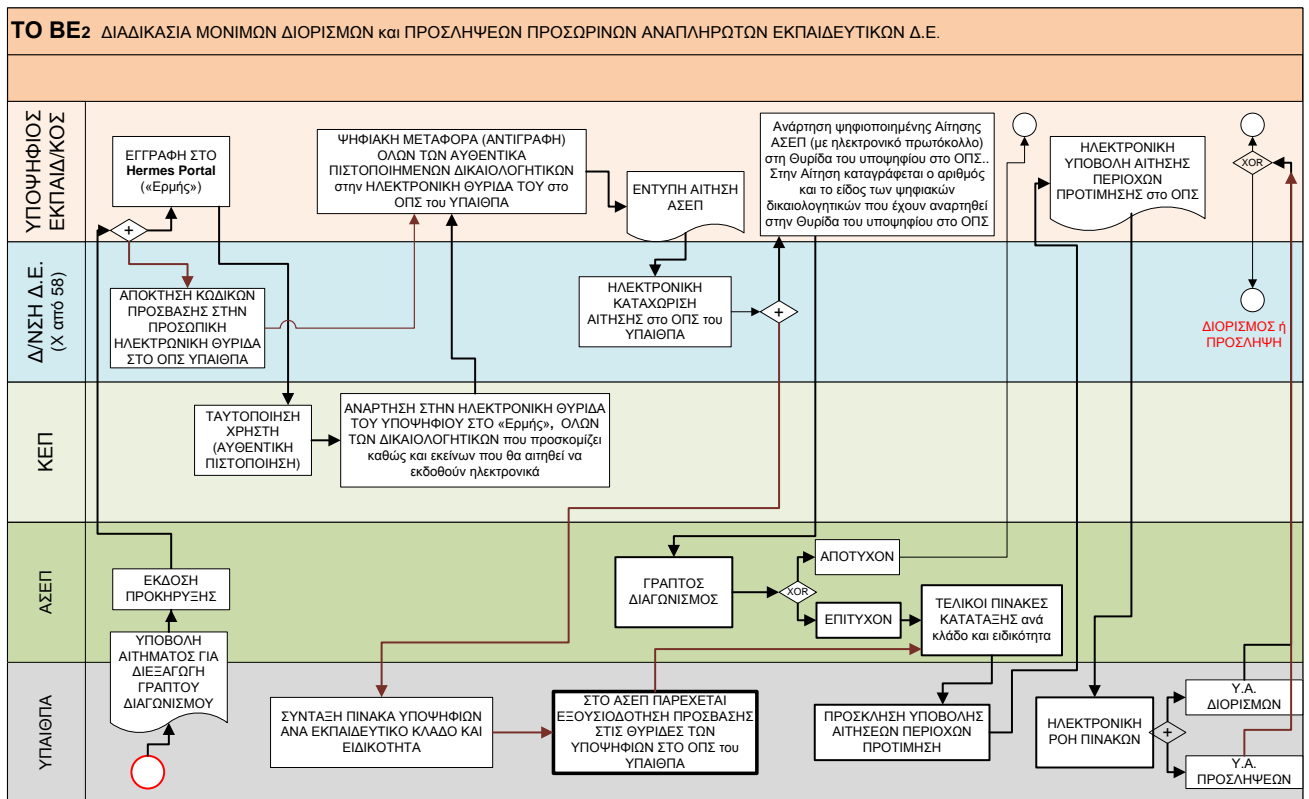 TO BE2 ΔΙΑΔΙΚΑΣΙΑ ΜΟΝΙΜΩΝ ΔΙΟΡΙΣΜΩΝ και ΠΡΟΣΛΗΨΕΩΝ ΠΡΟΣΩΡΙΝΩΝ ΑΝΑΠΛΗΡΩΤΩΝ ΕΚΠΑΙΔΕΥΤΙΚΩΝ Δ.Ε.
ΥΠΟΨΗΦΙΟΣ
ΕΚΠΑΙΔ/ΚΟΣ
ΕΓΓΡΑΦΗ ΣΤΟ
Hermes Portal
(«Ερμής»)
+
ΨΗΦΙΑΚΗ ΜΕΤΑΦΟΡΑ (ΑΝΤΙΓΡΑΦΗ)
ΟΛΩΝ ΤΩΝ ΑΥΘΕΝΤΙΚΑ
ΠΙΣΤΟΠΟΙΗΜΕΝΩΝ ΔΙΚΑΙΟΛΟΓΗΤΙΚΩΝ
στην ΗΛΕΚΤΡΟΝΙΚΗ ΘΥΡΙΔΑ ΤΟΥ στο
ΟΠΣ του ΥΠΑΙΘΠΑ
ΕΝΤΥΠΗ ΑΙΤΗΣΗ
ΑΣΕΠ
Ανάρτηση ψηφιοποιημένης Αίτησης
ΑΣΕΠ (με ηλεκτρονικό πρωτόκολλο)
στη Θυρίδα του υποψηφίου στο ΟΠΣ..
Στην Αίτηση καταγράφεται ο αριθμός
και το είδος των ψηφιακών
δικαιολογητικών που έχουν αναρτηθεί
στην Θυρίδα του υποψηφίου στο ΟΠΣ
ΗΛΕΚΤΡΟΝΙΚΗ
ΥΠΟΒΟΛΗ ΑΙΤΗΣΗΣ
ΠΕΡΙΟΧΩΝ
ΠΡΟΤΙΜΗΣΗΣ στο ΟΠΣ
XOR
Δ/ΝΣΗ Δ.Ε.
(Χ από 58)
ΑΠΟΚΤΗΣΗ ΚΩΔΙΚΩΝ
ΠΡΟΣΒΑΣΗΣ ΣΤΗΝ
ΠΡΟΣΩΠΙΚΗ
ΗΛΕΚΤΡΩΝΙΚΗ ΘΥΡΙΔΑ
ΣΤΟ ΟΠΣ ΥΠΑΙΘΠΑ
ΗΛΕΚΤΡΟΝΙΚΗ
ΚΑΤΑΧΩΡΙΣΗ
ΑΙΤΗΣΗΣ στο ΟΠΣ του
ΥΠΑΙΘΠΑ
+
ΔΙΟΡΙΣΜΟΣ ή
ΠΡΟΣΛΗΨΗ
ΚΕΠ
ΤΑΥΤΟΠΟΙΗΣΗ
ΧΡΗΣΤΗ
(ΑΥΘΕΝΤΙΚΗ
ΠΙΣΤΟΠΟΙΗΣΗ)
ΑΝΑΡΤΗΣΗ ΣΤΗΝ ΗΛΕΚΤΡΟΝΙΚΗ ΘΥΡΙΔΑ
ΤΟΥ ΥΠΟΨΗΦΙΟΥ ΣΤΟ «Ερμής», ΟΛΩΝ
ΤΩΝ ΔΙΚΑΙΟΛΟΓΗΤΙΚΩΝ που προσκομίζει
καθώς και εκείνων που θα αιτηθεί να
εκδοθούν ηλεκτρονικά
ΑΣΕΠ
ΕΚΔΟΣΗ
ΠΡΟΚΗΡΥΞΗΣ
ΓΡΑΠΤΟΣ
ΔΙΑΓΩΝΙΣΜΟΣ
XOR
ΑΠΟΤΥΧΟΝ
ΕΠΙΤΥΧΟΝ
ΤΕΛΙΚΟΙ ΠΙΝΑΚΕΣ
ΚΑΤΑΤΑΞΗΣ ανά
κλάδο και ειδικότητα
ΥΠΑΙΘΠΑ
ΥΠΟΒΟΛΗ
ΑΙΤΗΜΑΤΟΣ ΓΙΑ
ΔΙΕΞΑΓΩΓΗ
ΓΡΑΠΤΟΥ
ΔΙΑΓΩΝΙΣΜΟΥ
ΣΥΝΤΑΞΗ ΠΙΝΑΚΑ ΥΠΟΨΗΦΙΩΝ
ΑΝΑ ΕΚΠΑΙΔΕΥΤΙΚΟ ΚΛΑΔΟ ΚΑΙ
ΕΙΔΙΚΟΤΗΤΑ
ΣΤΟ ΑΣΕΠ ΠΑΡΕΧΕΤΑΙ
ΕΞΟΥΣΙΟΔΟΤΗΣΗ ΠΡΟΣΒΑΣΗΣ
ΣΤΙΣ ΘΥΡΙΔΕΣ ΤΩΝ
ΥΠΟΨΗΦΙΩΝ ΣΤΟ ΟΠΣ του
ΥΠΑΙΘΠΑ
ΠΡΟΣΚΛΗΣΗ ΥΠΟΒΟΛΗΣ
ΑΙΤΗΣΕΩΝ ΠΕΡΙΟΧΩΝ
ΠΡΟΤΙΜΗΣΗ
ΗΛΕΚΤΡΟΝΙΚΗ
ΡΟΗ ΠΙΝΑΚΩΝ
+
Υ.Α.
ΔΙΟΡΙΣΜΩΝ
Υ.Α.
ΠΡΟΣΛΗΨΕΩΝ